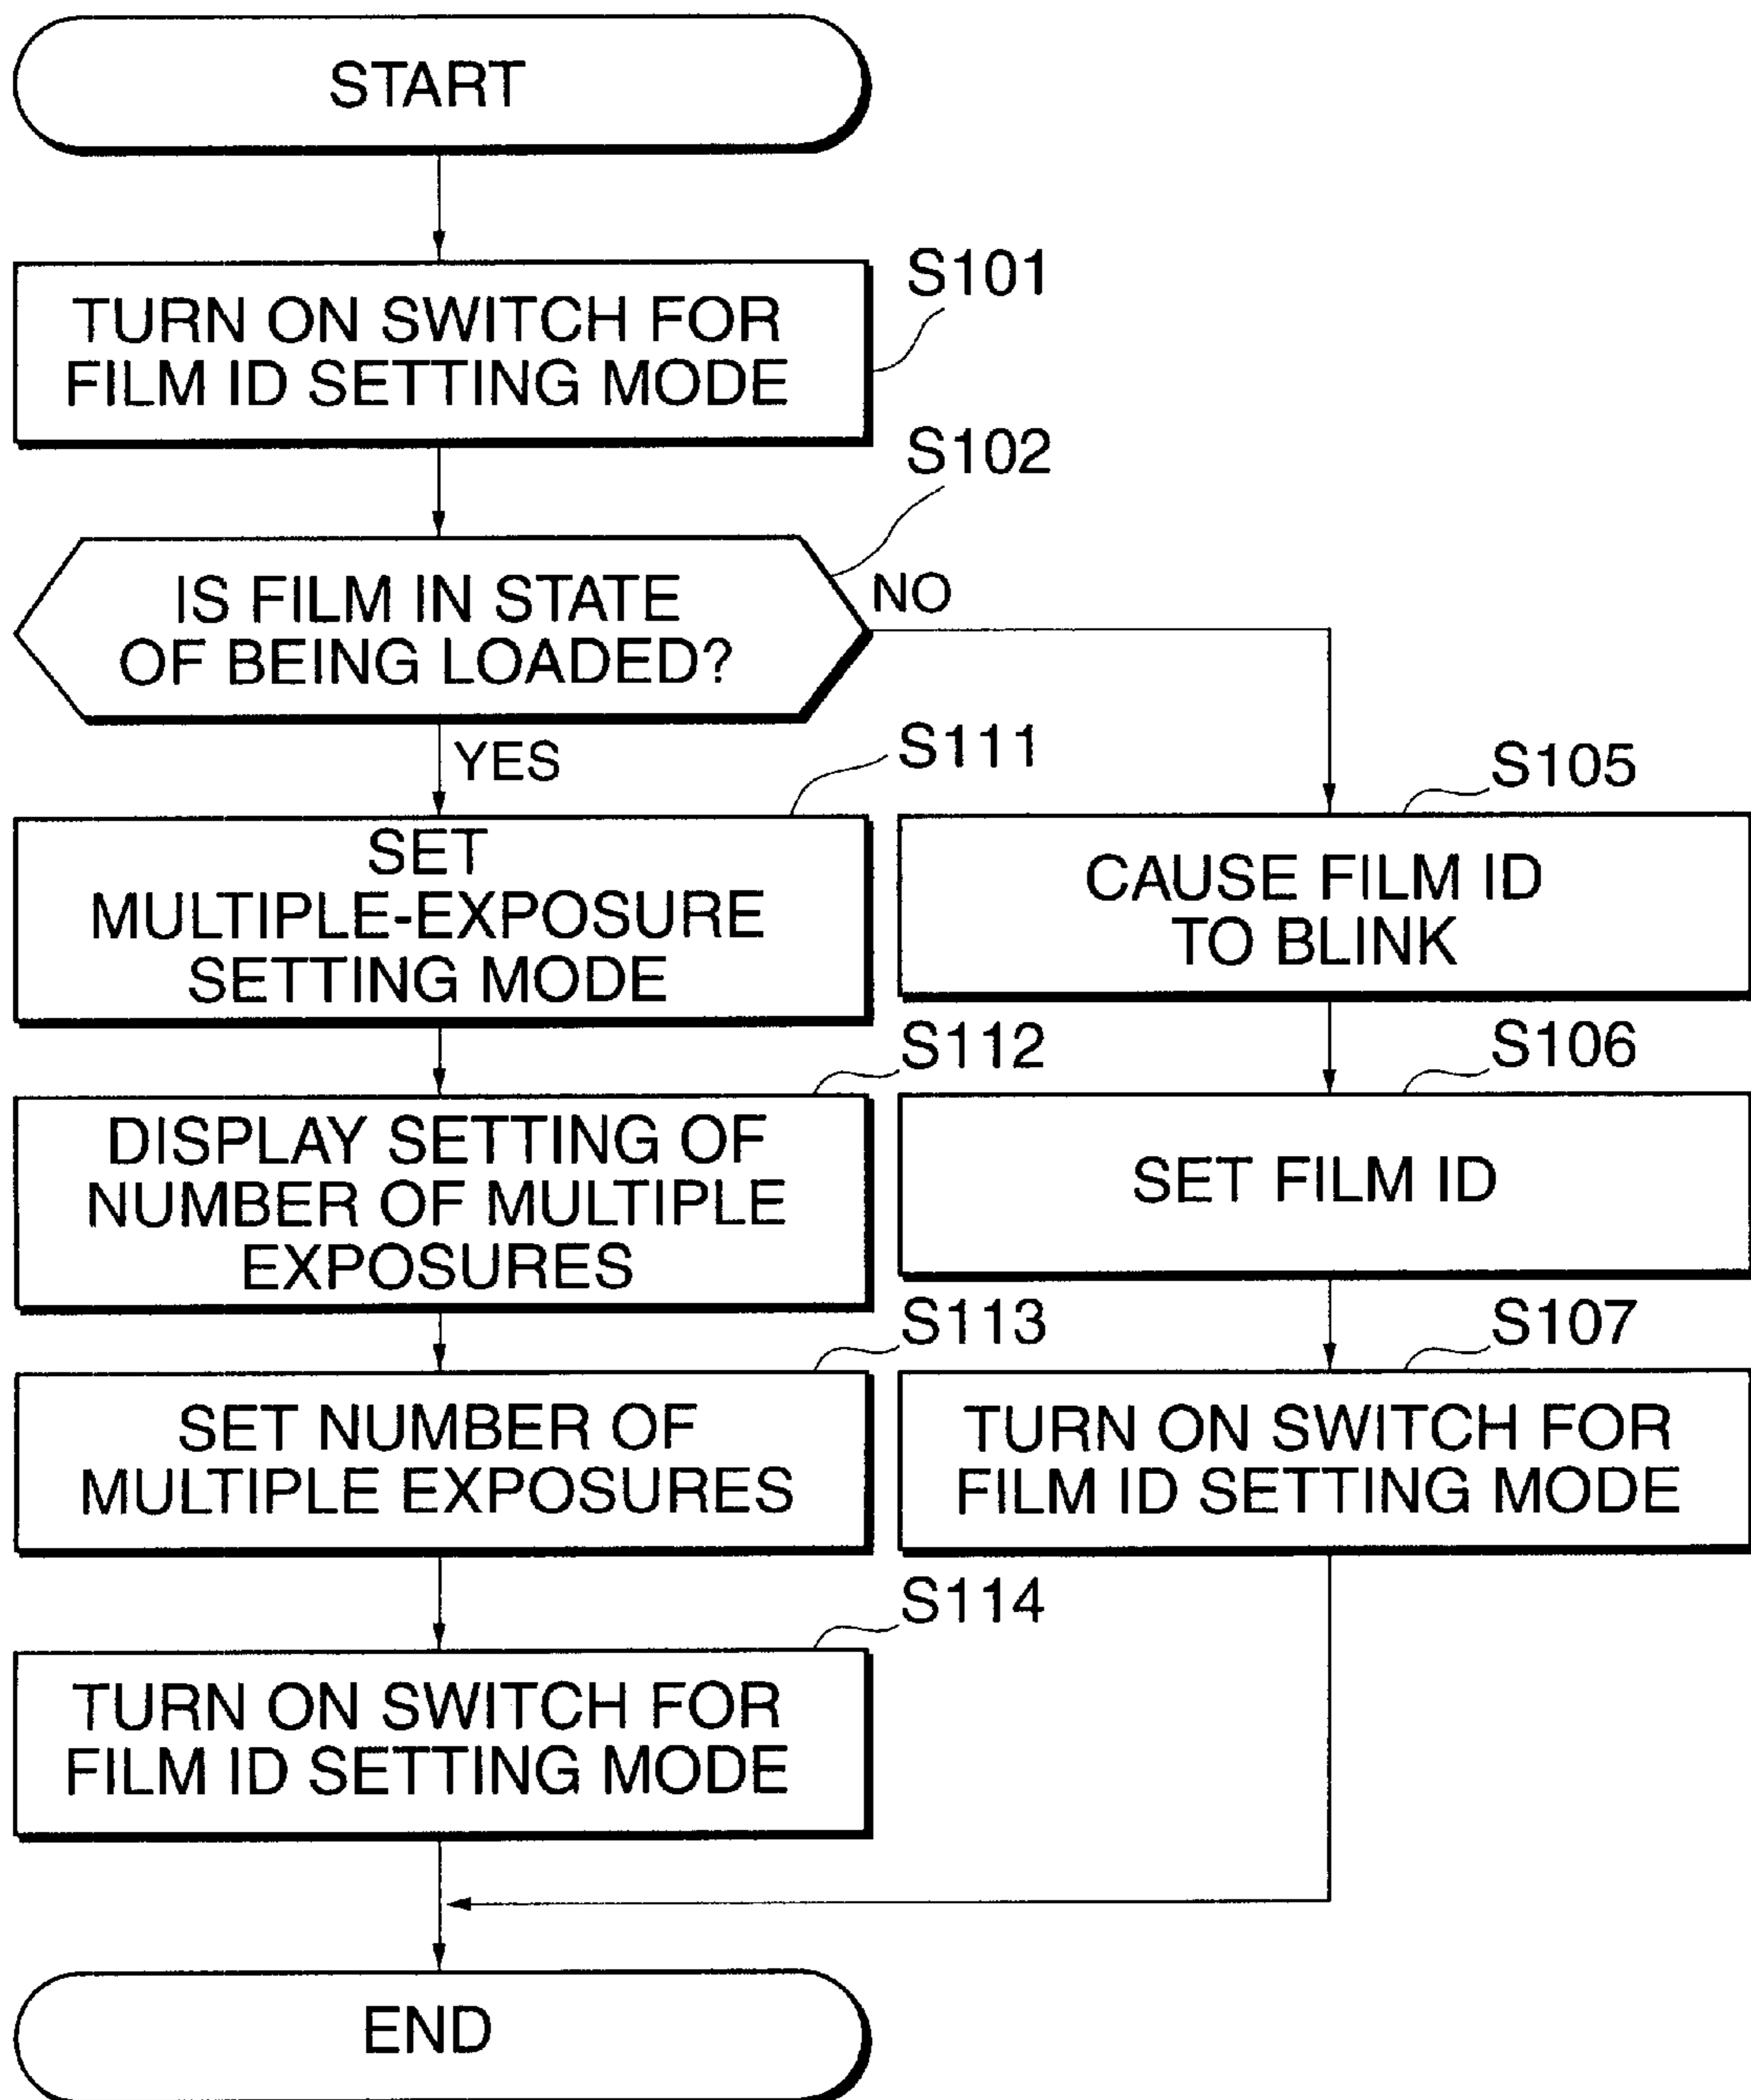 START
S101
TURN ON SWITCH FOR
FILM ID SETTING MODE
S102
IS FILM IN STATE
OF BEING LOADED?
NO
YES
S111
SET
MULTIPLE-EXPOSURE
SETTING MODE
S105
CAUSE FILM ID
TO BLINK
S112
DISPLAY SETTING OF
NUMBER OF MULTIPLE
EXPOSURES
S106
SET FILM ID
S113
SET NUMBER OF
MULTIPLE EXPOSURES
S107
TURN ON SWITCH FOR
FILM ID SETTING MODE
S114
TURN ON SWITCH FOR
FILM ID SETTING MODE
END